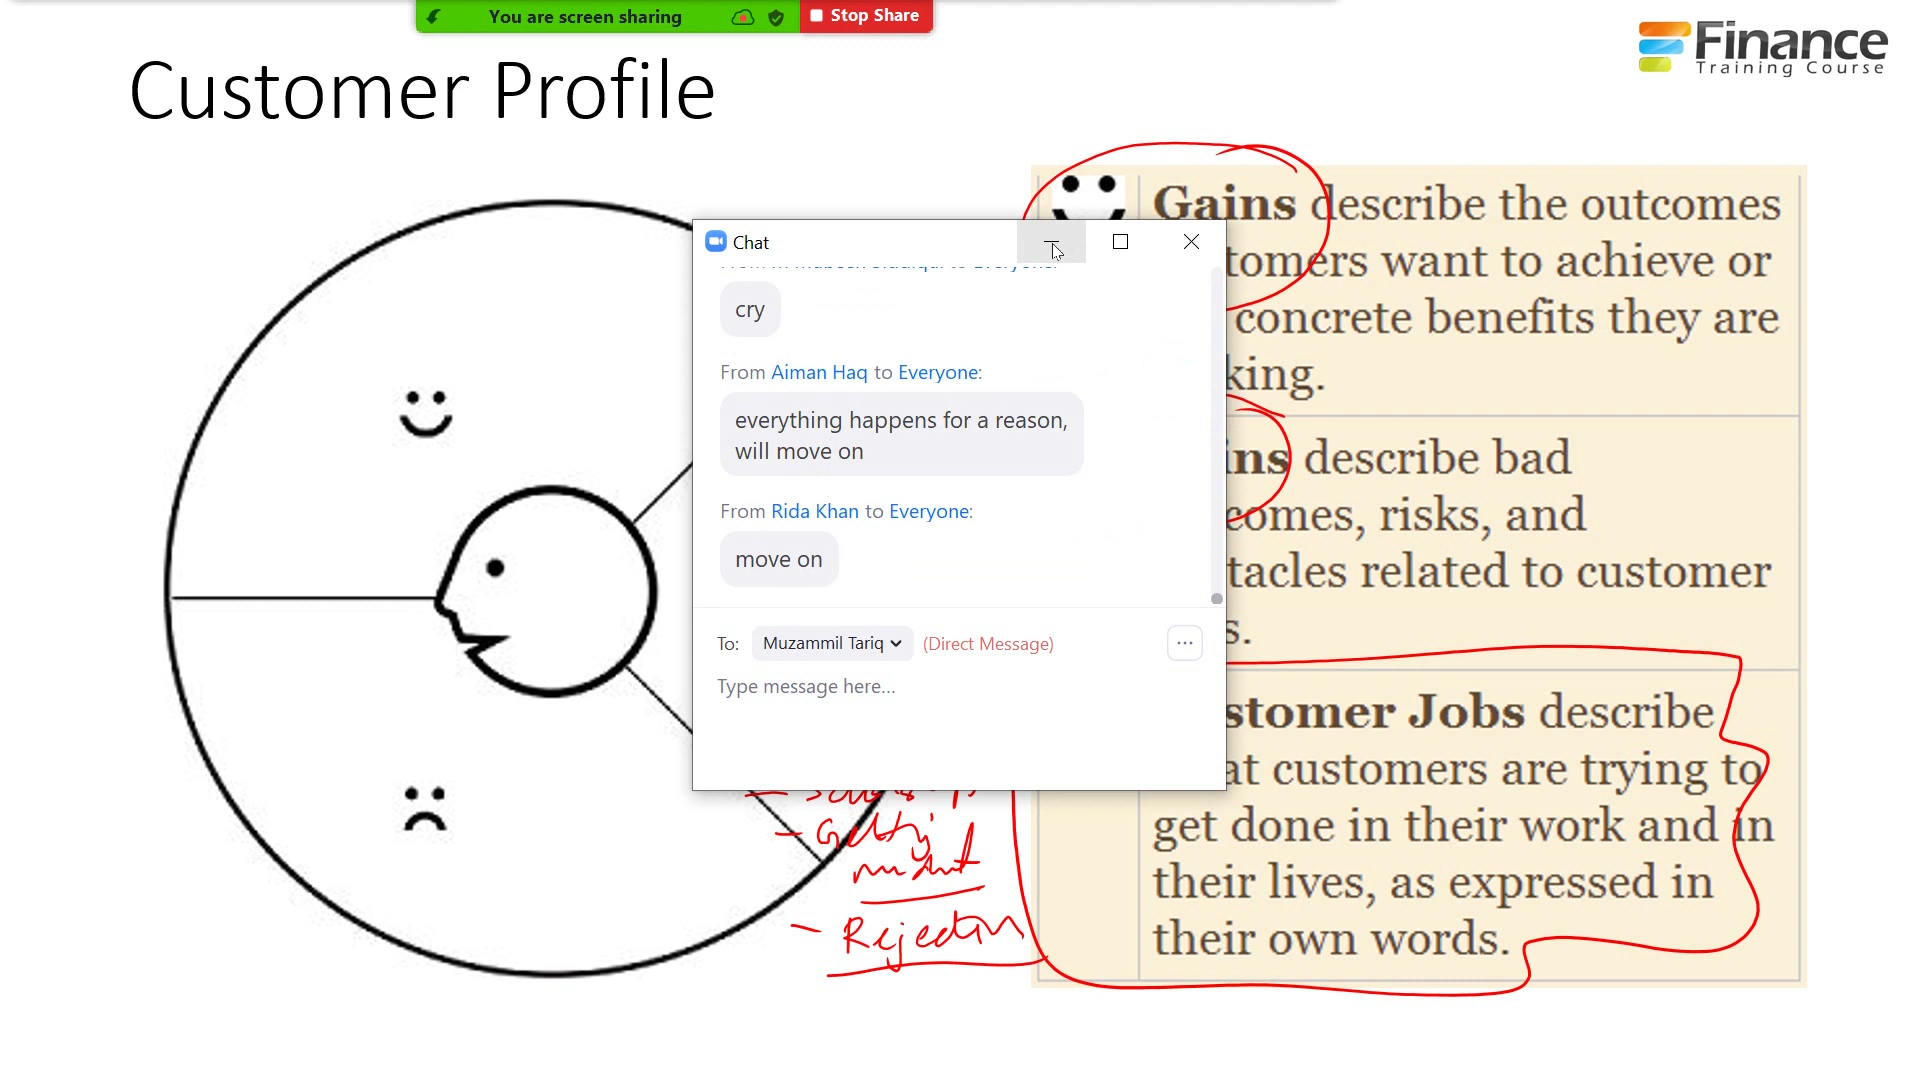 You are screen sharing
Stop Share
Finance
Training Course
Customer Profile
Gains describe the outcomes
tomers want to achieve or
concrete benefits they are
king.
ins describe bad
comes, risks, and
tacles related to customer
s.
stomer Jobs describe
at customers are trying to
get done in their work and in
their lives, as expressed in
their own words.
Chat
to Everyone:
cry
From Aiman Haq to Everyone:
everything happens for a reason,
will move on
From Rida Khan to Everyone:
move on
To: Muzammil Tariq (Direct Message)
Type message here...
- Getting
- Rejection